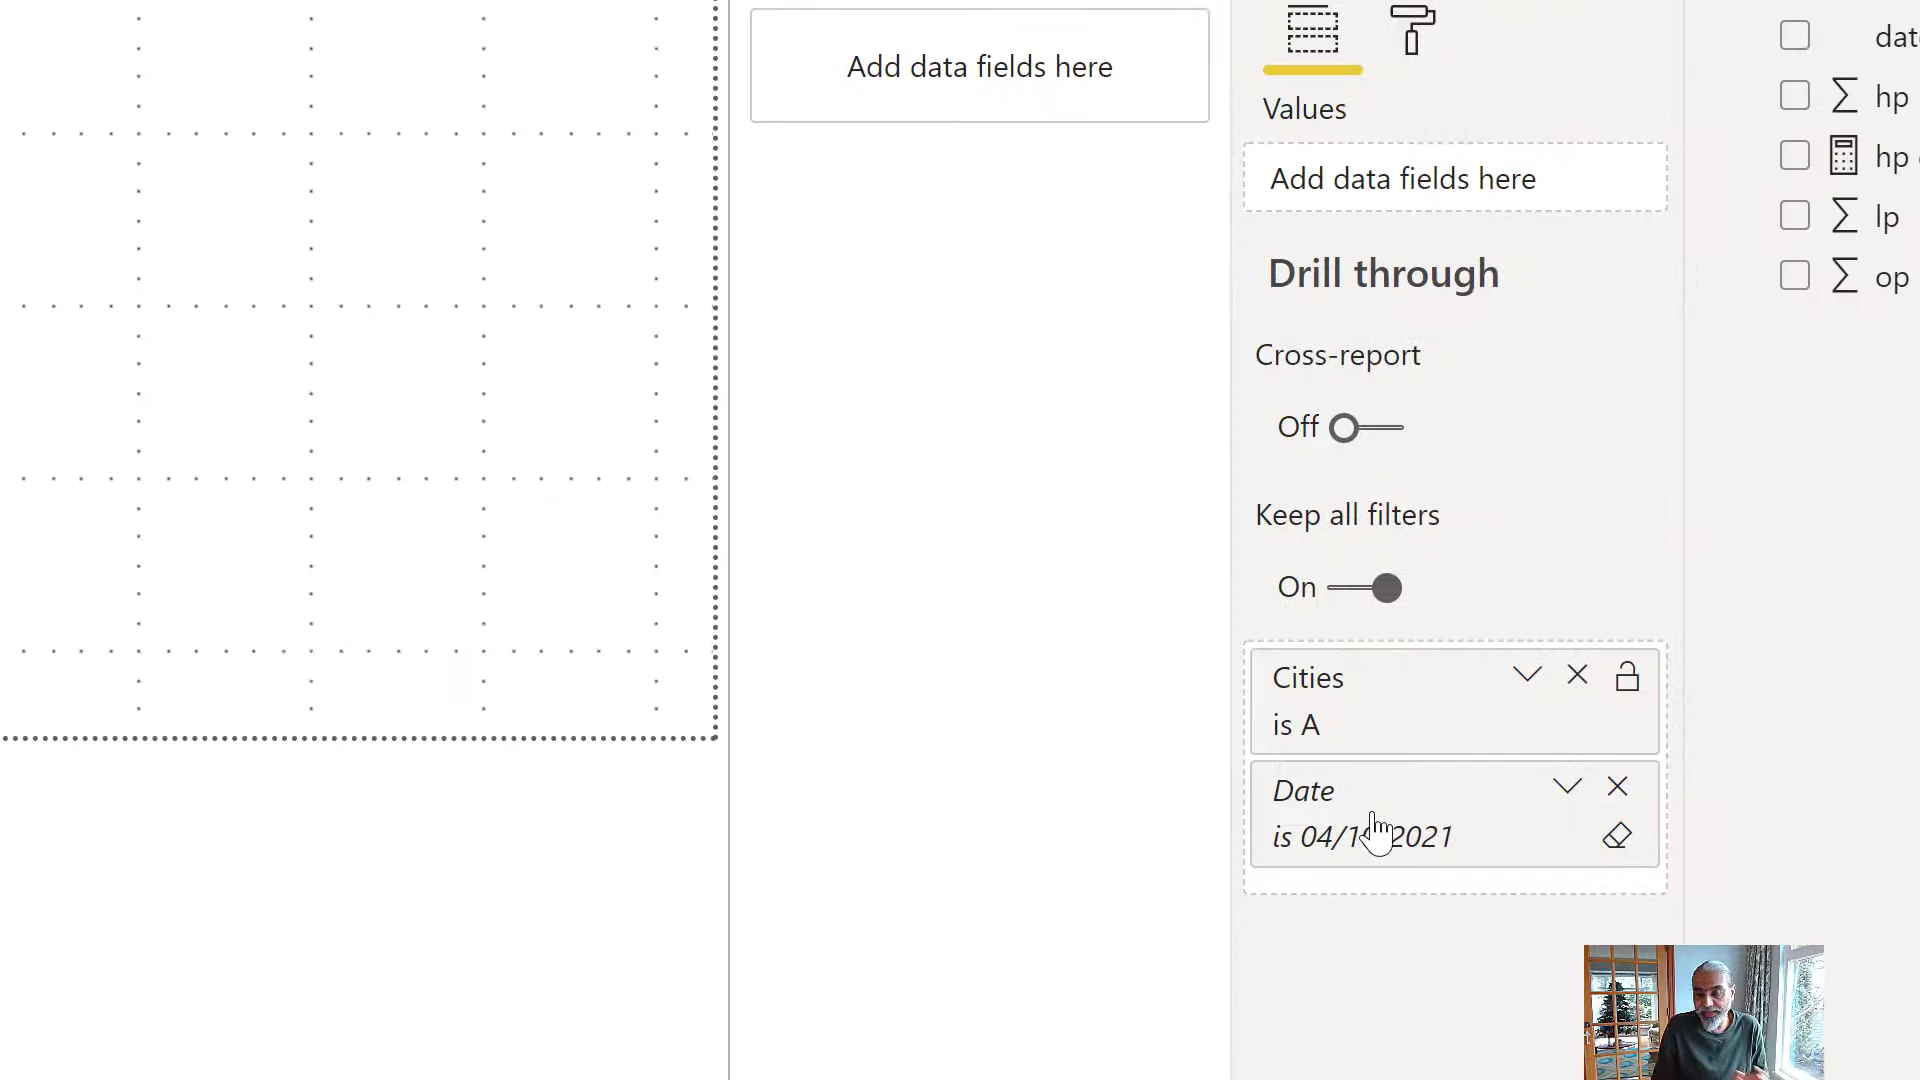 Add data fields here
Values
Add data fields here
Drill through
Cross-report
Off
Keep all filters
On
Cities
is A
Date
is
hp
hp
lp
op